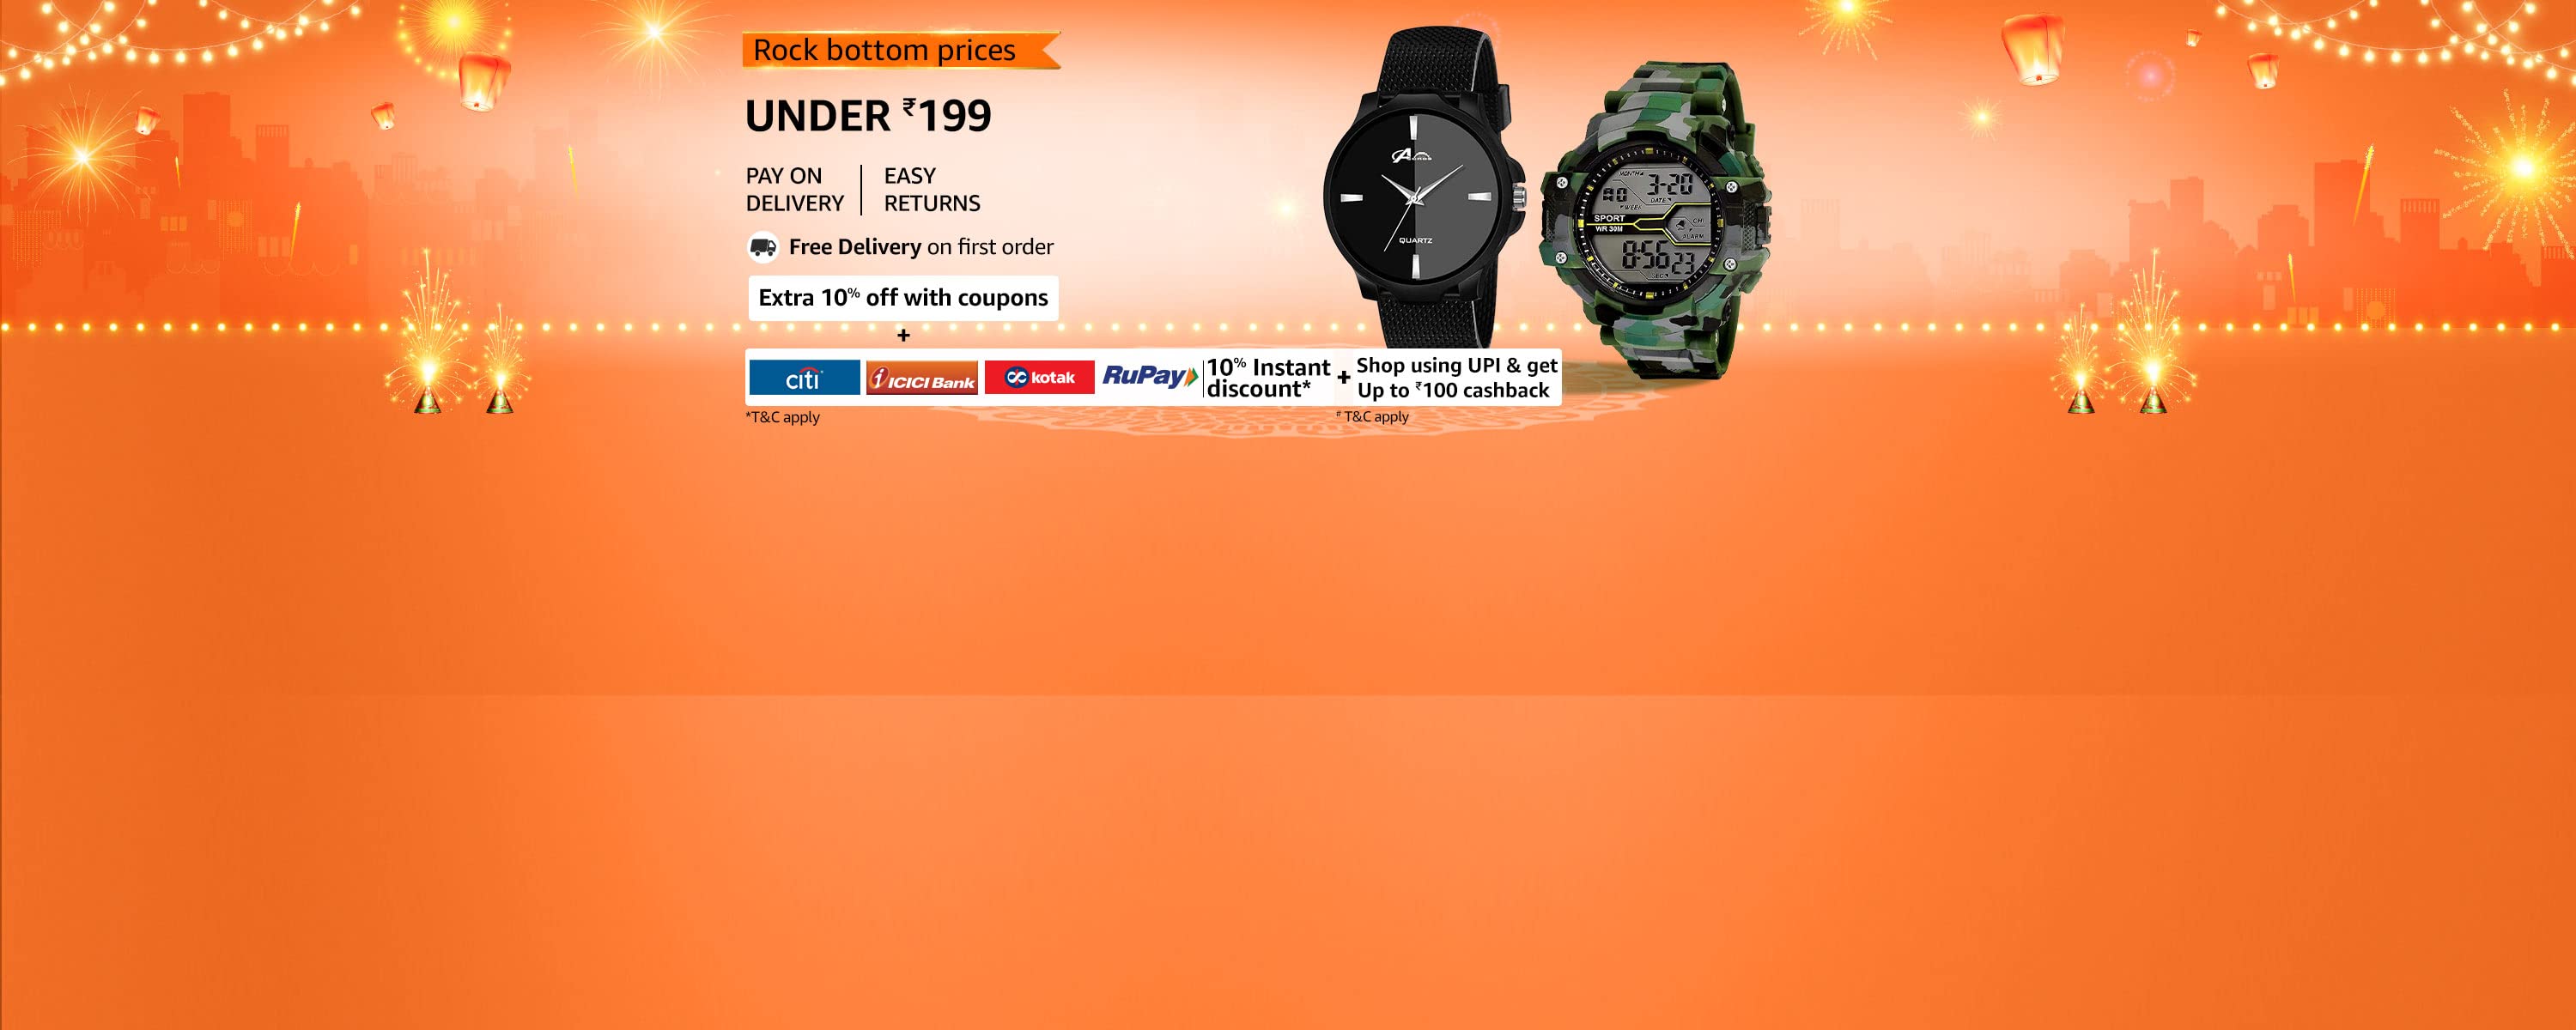 Rock bottom prices
UNDER ₹199
PAY ON
DELIVERY
EASY
RETURNS
Free Delivery on first order
Extra 10% off with coupons
+
citi
ICICI Bank
kotak
RuPay
10% Instant
discount*
+
Shop using UPI & get
Up to ₹100 cashback
*T&C apply
# T&C apply
QUARTZ
MONTH
3-20
DATE
WEEK
SPORT
WR 30M
ALARM
8:56 23